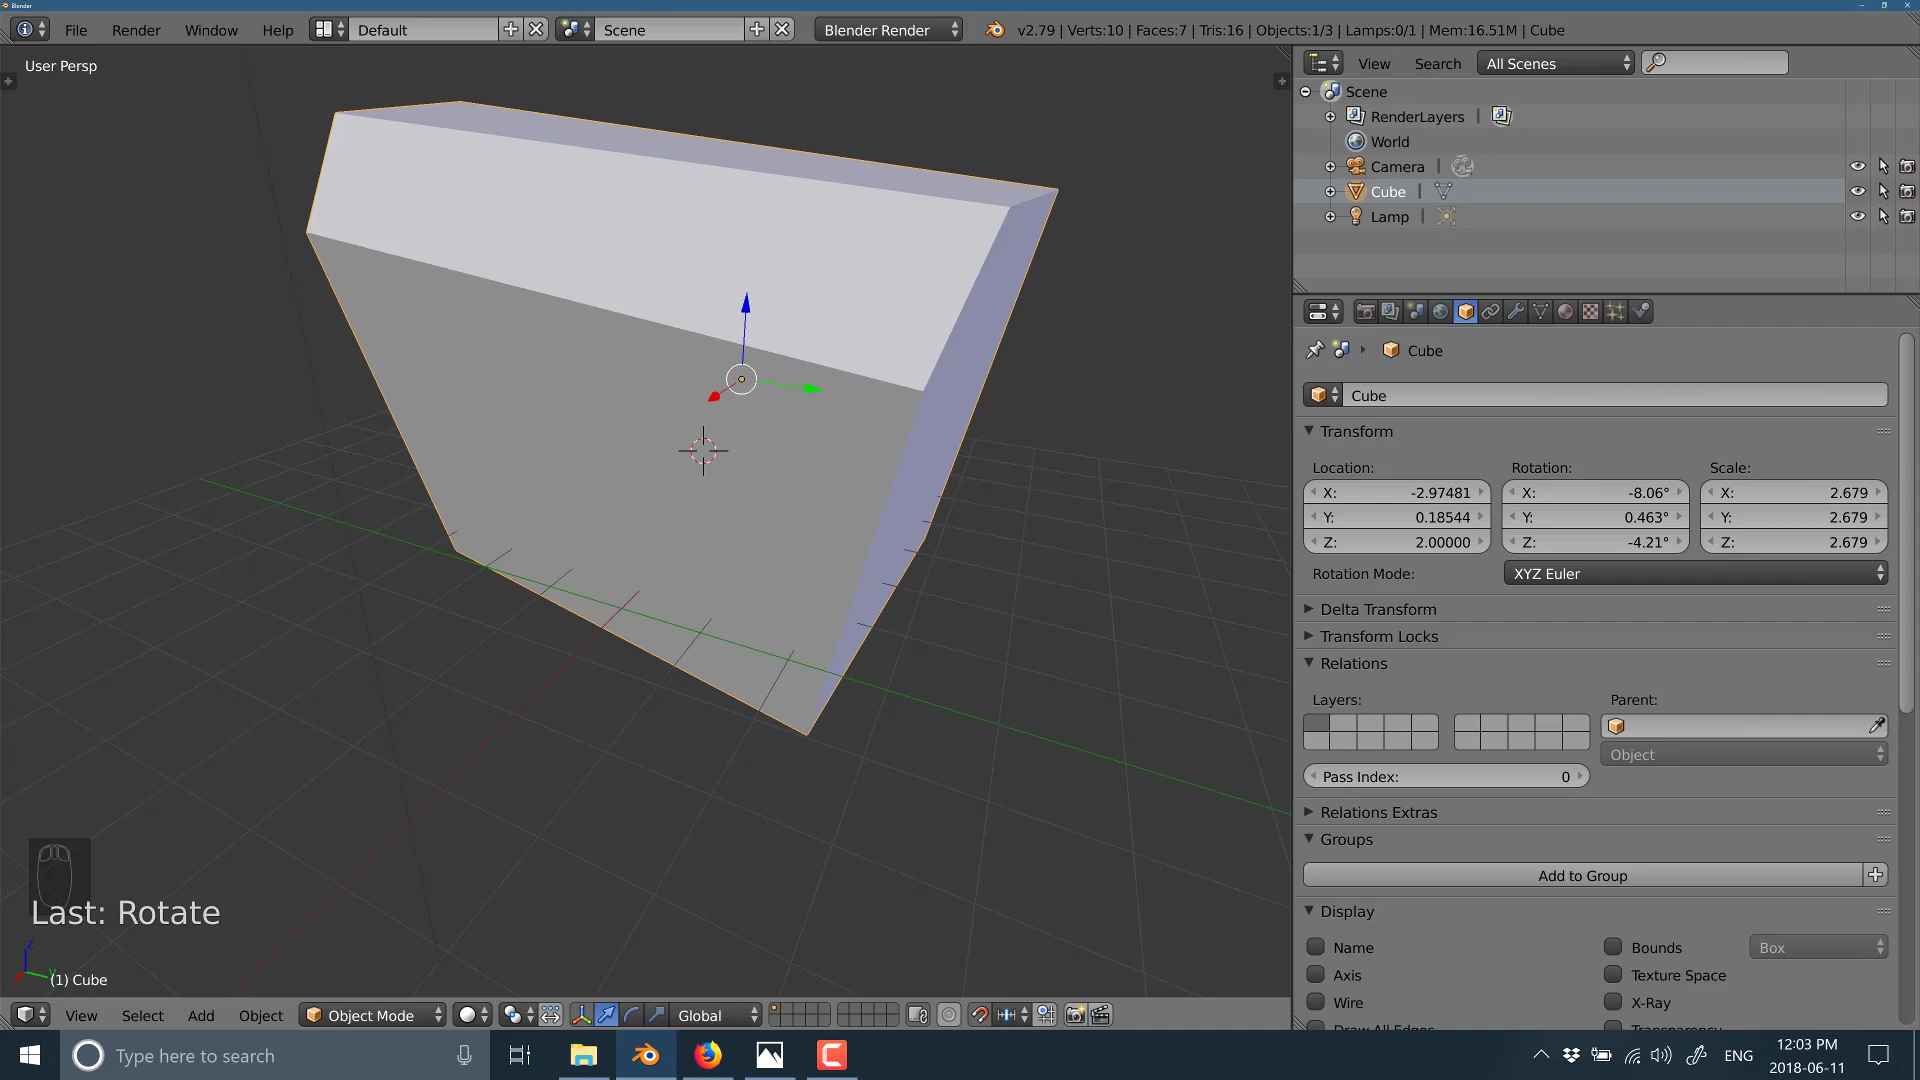 Blender
File Render Window Help Default Scene Blender Render v2.79 | Verts:10 | Faces:7 | Tris:16 | Objects:1/3 | Lamps:0/1 | Mem:16.51M | Cube
User Persp
View Search All Scenes
Scene
RenderLayers
World
Camera
Cube
Lamp
Cube
Cube
Transform
Location: Rotation: Scale:
X: -2.97481 X: -8.06° X: 2.679
Y: 0.18544 Y: 0.463° Y: 2.679
Z: 2.00000 Z: -4.21° Z: 2.679
Rotation Mode: XYZ Euler
Delta Transform
Transform Locks
Relations
Layers: Parent:
Object
Pass Index: 0
Relations Extras
Groups
Add to Group
Display
Name Bounds Box
Axis Texture Space
Wire X-Ray
Draw All Edges Transparency
Last: Rotate
z
y
(1) Cube
View Select Add Object Object Mode Global
Type here to search
ENG
12:03 PM
2018-06-11